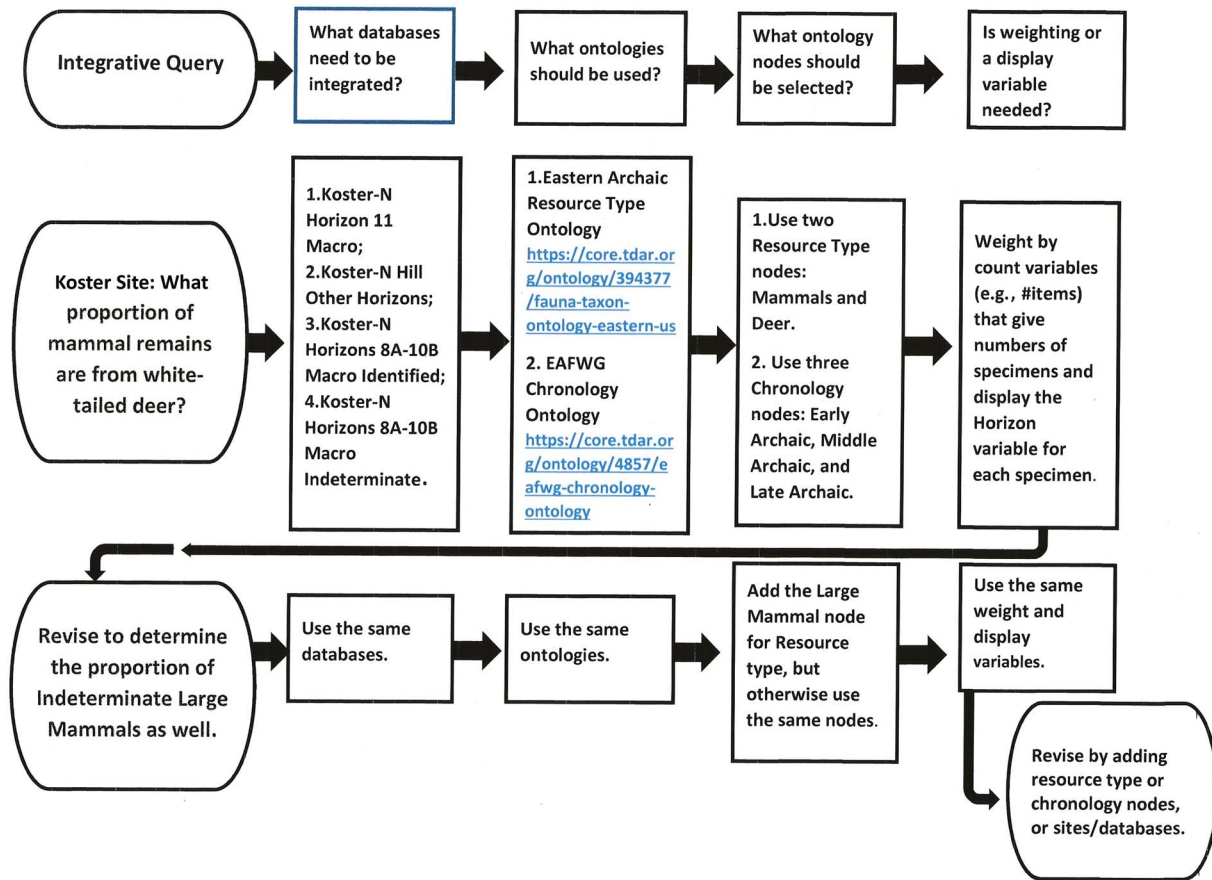 Integrative Query
What databases
need to be
integrated?
What ontologies
should be used?
What ontology
nodes should
be selected?
Is weighting or
a display
variable
needed?
Koster Site: What
proportion of
mammal remains
are from white-
tailed deer?
1.Koster-N
Horizon 11
Macro;
2.Koster-N Hill
Other Horizons;
3.Koster-N
Horizons 8A-10B
Macro Identified;
4.Koster-N
Horizons 8A-10B
Macro
Indeterminate.
1.Eastern Archaic
Resource Type
Ontology
https://core.tdar.or
g/ontology/394377
/fauna-taxon-
ontology-eastern-us
2. EAFWG
Chronology
Ontology
https://core.tdar.or
g/ontology/4857/e
afwg-chronology-
ontology
1.Use two
Resource Type
nodes:
Mammals and
Deer.
2. Use three
Chronology
nodes: Early
Archaic, Middle
Archaic, and
Late Archaic.
Weight by
count variables
(e.g., #items)
that give
numbers of
specimens and
display the
Horizon
variable for
each specimen.
Revise to determine
the proportion of
Indeterminate Large
Mammals as well.
Use the same
databases.
Use the same
ontologies.
Add the Large
Mammal node
for Resource
type, but
otherwise use
the same nodes.
Use the same
weight and
display
variables.
Revise by adding
resource type or
chronology nodes,
or sites/databases.